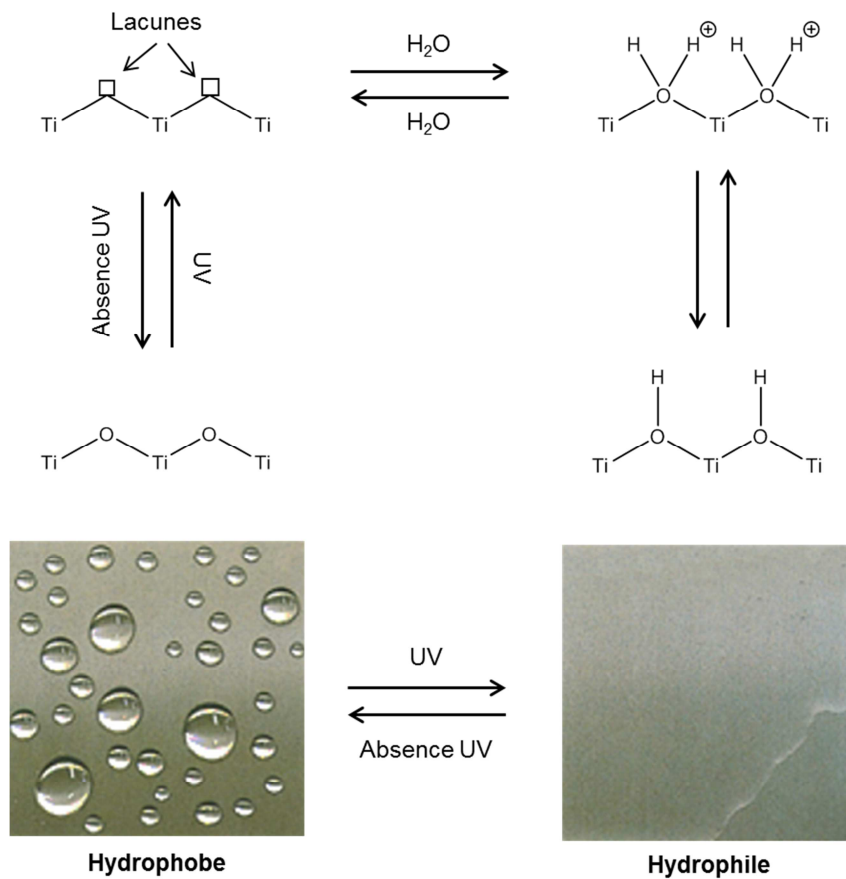 Lacunes
H₂O
H₂O
H H⊕ H H⊕
O O
Ti Ti Ti
Ti Ti Ti
Absence UV
UV
H H
O O
Ti Ti Ti
O O
Ti Ti Ti
UV
Absence UV
Hydrophobe
Hydrophile